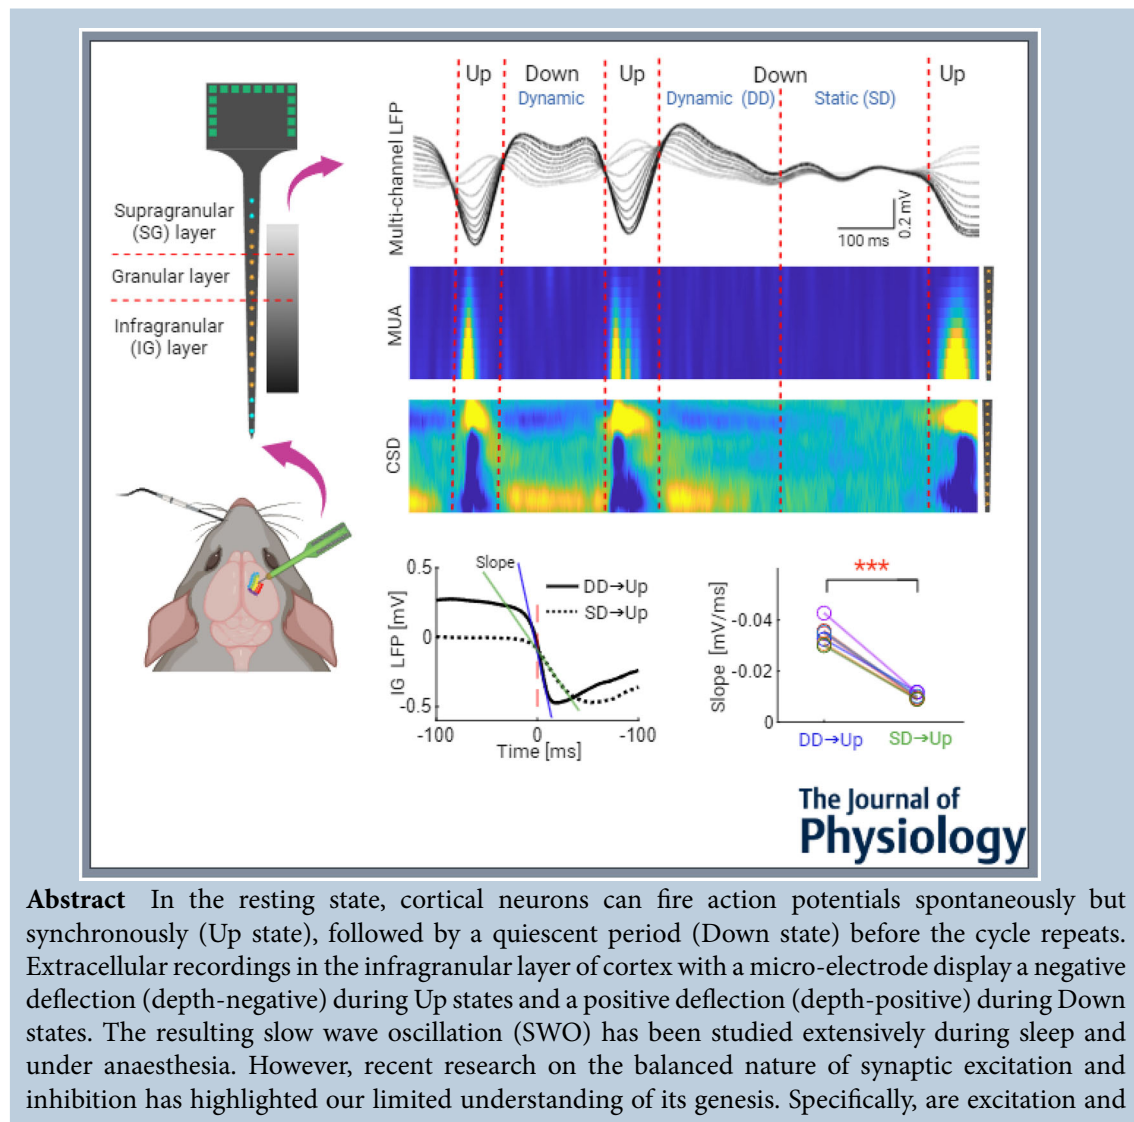 Up
Down
Up
Down
Up
Dynamic
Dynamic (DD)
Static (SD)
Multi-channel LFP
0.2 mV
100 ms
Supragranular
(SG) layer
Granular layer
Infragranular
(IG) layer
MUA
CSD
Slope
0.5
0
-0.5
IG LFP [mV]
DD→Up
SD→Up
-100
0
-100
Time [ms]
***
Slope [mV/ms]
-0.04
-0.02
0
DD→Up
SD→Up
The Journal of
Physiology
Abstract In the resting state, cortical neurons can fire action potentials spontaneously but
synchronously (Up state), followed by a quiescent period (Down state) before the cycle repeats.
Extracellular recordings in the infragranular layer of cortex with a micro-electrode display a negative
deflection (depth-negative) during Up states and a positive deflection (depth-positive) during Down
states. The resulting slow wave oscillation (SWO) has been studied extensively during sleep and
under anaesthesia. However, recent research on the balanced nature of synaptic excitation and
inhibition has highlighted our limited understanding of its genesis. Specifically, are excitation and